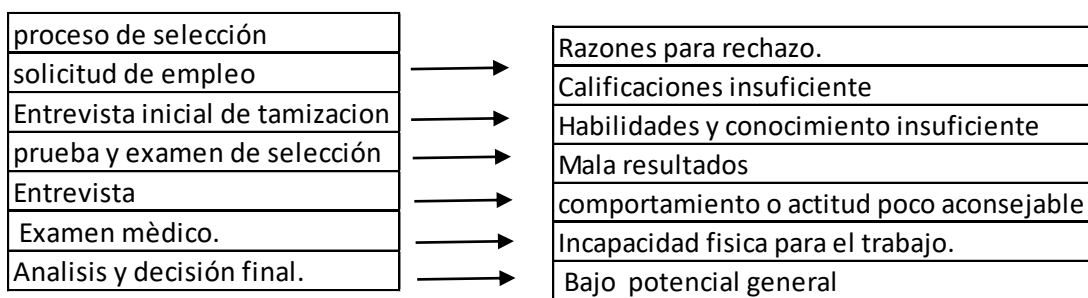 proceso de selección
solicitud de empleo
Entrevista inicial de tamizacion
prueba y examen de selección
Entrevista
Examen mèdico.
Analisis y decisión final.
Razones para rechazo.
Calificaciones insuficiente
Habilidades y conocimiento insuficiente
Mala resultados
comportamiento o actitud poco aconsejable
Incapacidad fisica para el trabajo.
Bajo potencial general